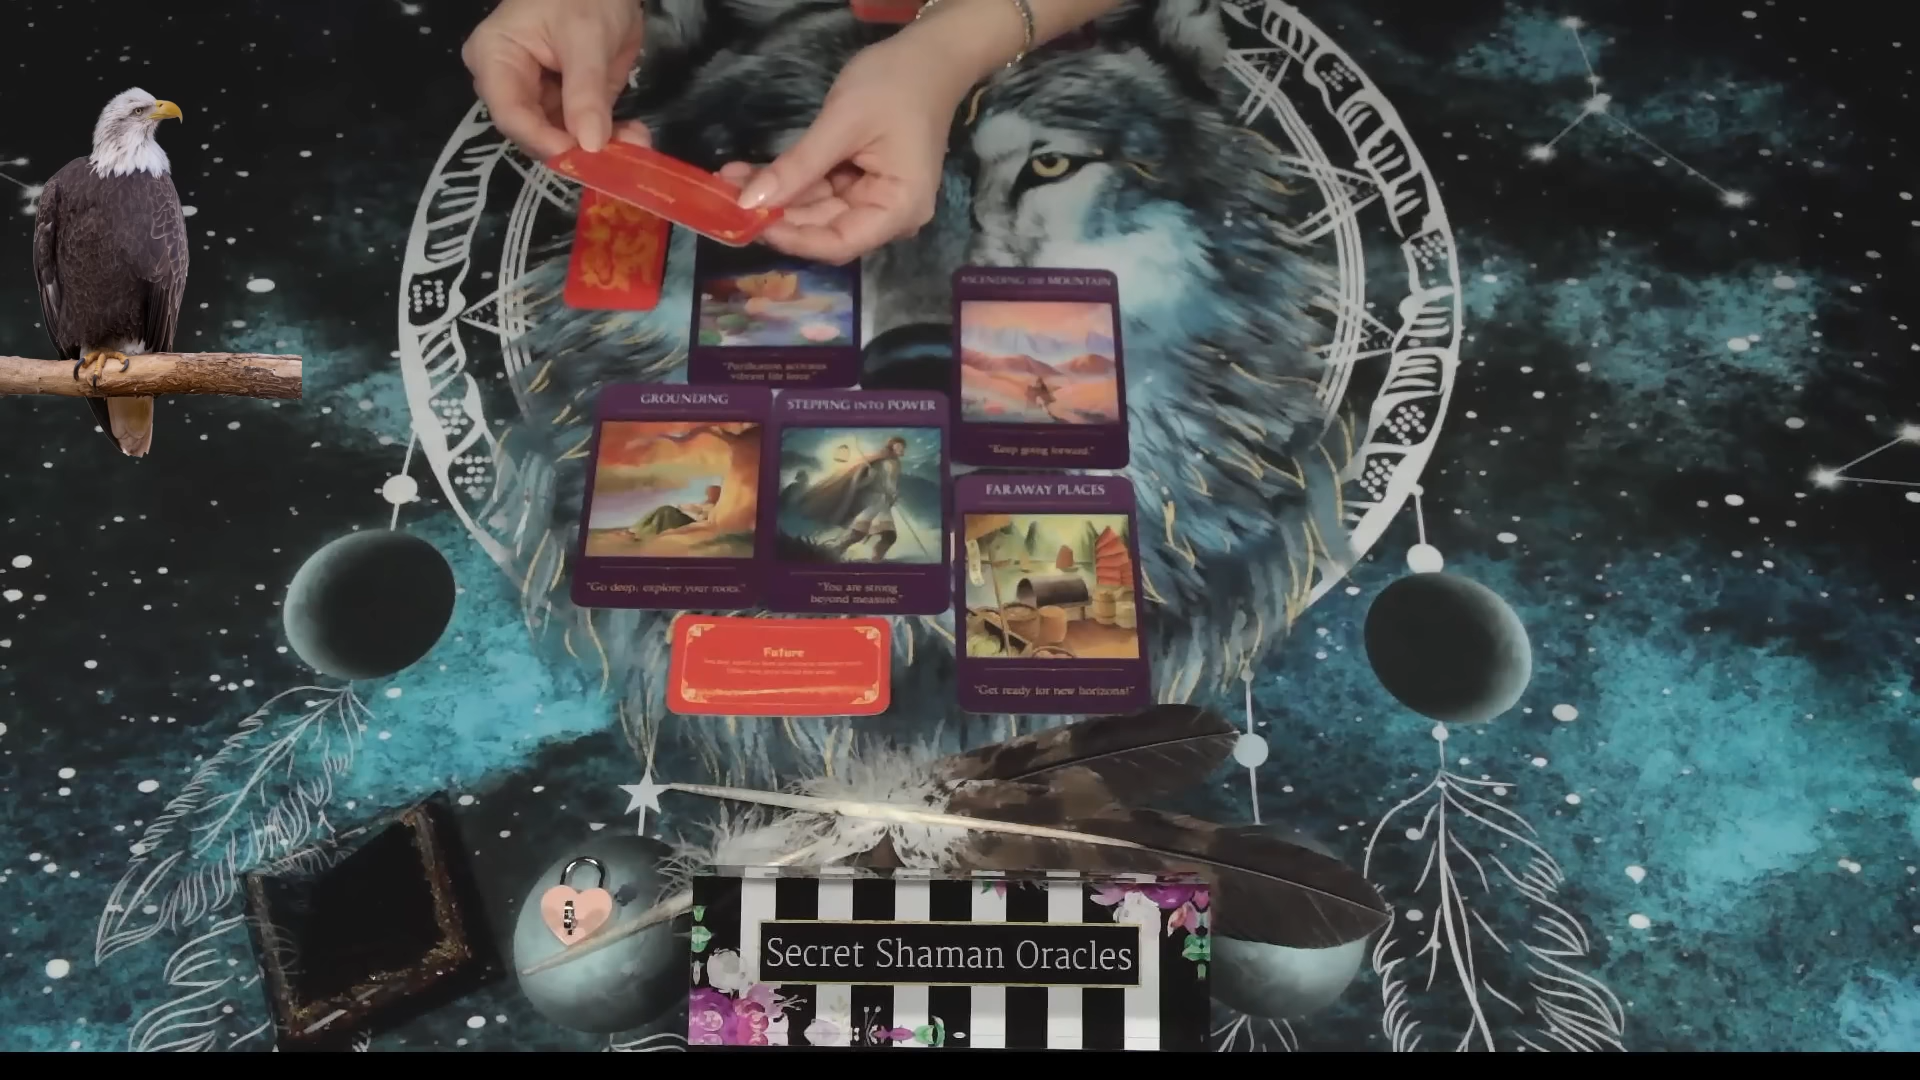 ASCENDING THE MOUNTAIN
"Purification activates
vibrant life force."
"Keep going forward."
GROUNDING
STEPPING INTO POWER
"Go deep; explore your roots."
"You are strong
beyond measure."
FARAWAY PLACES
"Get ready for new horizons!"
Future
Secret Shaman Oracles